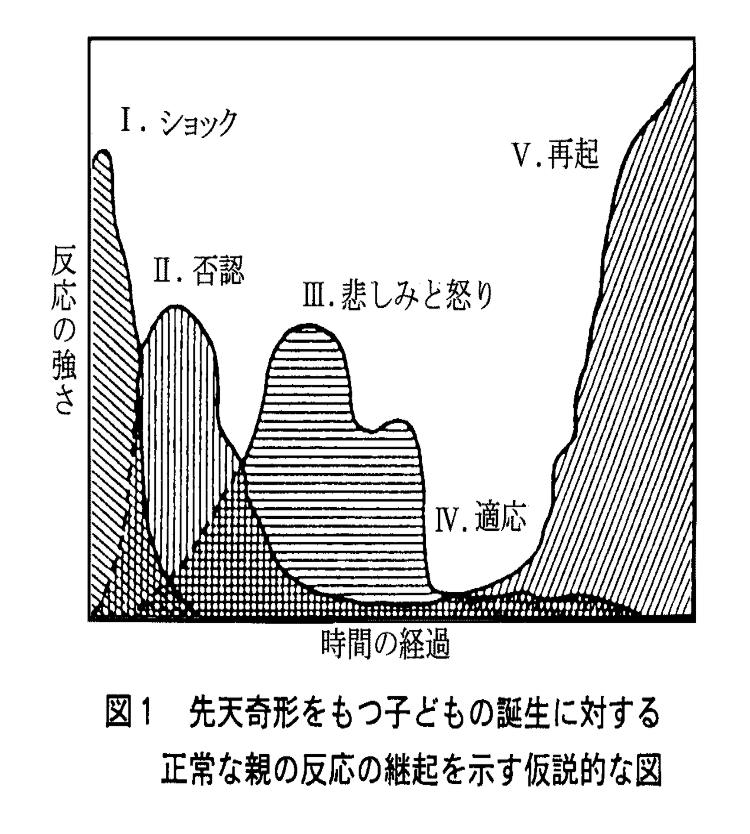 Ⅰ.ショック
Ⅴ.再起
Ⅱ.否認
Ⅲ.悲しみと怒り
反応の強さ
Ⅳ.適応
時間の経過
図1 先天奇形をもつ子どもの誕生に対する
正常な親の反応の継起を示す仮説的な図